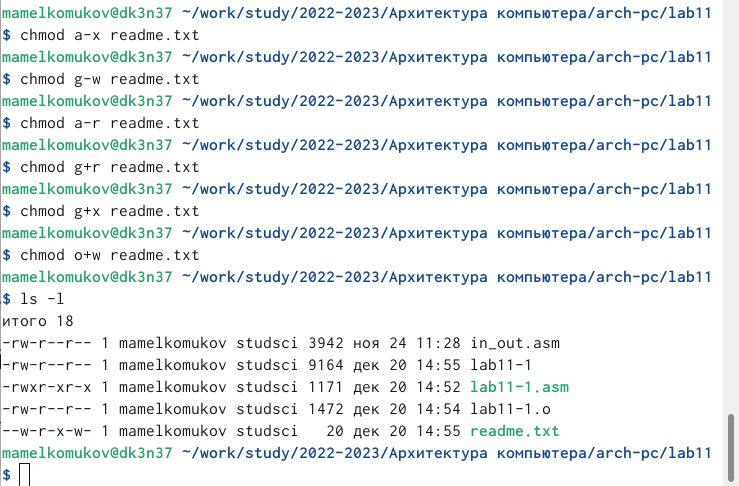 mamelkomukov@dk3n37 ~/work/study/2022-2023/Архитектура компьютера/arch-pc/lab11
$ chmod a-x readme.txt
mamelkomukov@dk3n37 ~/work/study/2022-2023/Архитектура компьютера/arch-pc/lab11
$ chmod g-w readme.txt
mamelkomukov@dk3n37 ~/work/study/2022-2023/Архитектура компьютера/arch-pc/lab11
$ chmod a-r readme.txt
mamelkomukov@dk3n37 ~/work/study/2022-2023/Архитектура компьютера/arch-pc/lab11
$ chmod g+r readme.txt
mamelkomukov@dk3n37 ~/work/study/2022-2023/Архитектура компьютера/arch-pc/lab11
$ chmod g+x readme.txt
mamelkomukov@dk3n37 ~/work/study/2022-2023/Архитектура компьютера/arch-pc/lab11
$ chmod o+w readme.txt
mamelkomukov@dk3n37 ~/work/study/2022-2023/Архитектура компьютера/arch-pc/lab11
$ ls -l
итого 18
-rw-r--r-- 1 mamelkomukov studsci 3942 ноя 24 11:28 in_out.asm
-rw-r--r-- 1 mamelkomukov studsci 9164 дек 20 14:55 lab11-1
-rwxr-xr-x 1 mamelkomukov studsci 1171 дек 20 14:52 lab11-1.asm
-rw-r--r-- 1 mamelkomukov studsci 1472 дек 20 14:54 lab11-1.o
--w-r-x-w- 1 mamelkomukov studsci   20 дек 20 14:55 readme.txt
mamelkomukov@dk3n37 ~/work/study/2022-2023/Архитектура компьютера/arch-pc/lab11
$